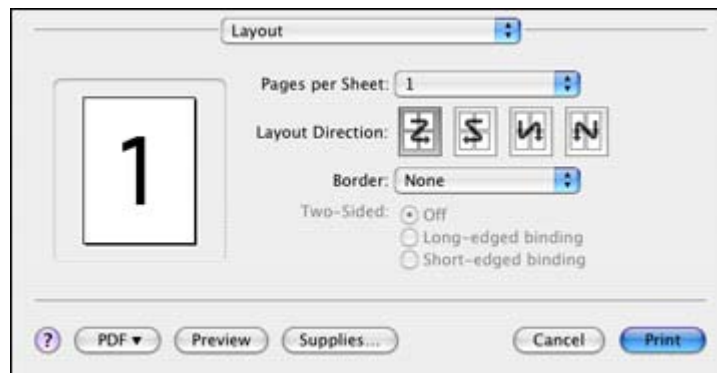 Layout
Pages per Sheet: 1
1
Layout Direction:
Border: None
Two-Sided: Off
Long-edged binding
Short-edged binding
? PDF▼ Preview Supplies... Cancel Print